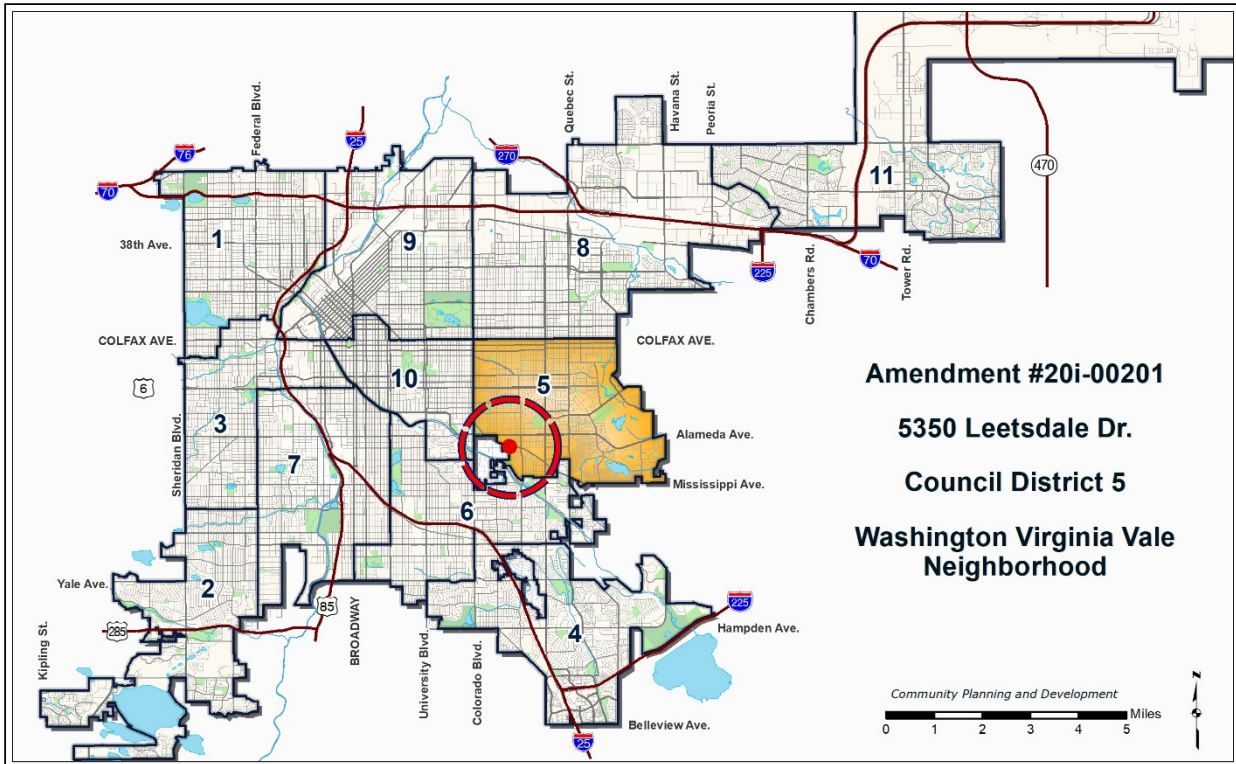 Quebec St.
Havana St.
Peoria St.
Federal Blvd.
25
76
270
70
470
11
1
9
8
38th Ave.
225
70
Chambers Rd.
Tower Rd.
COLFAX AVE.
COLFAX AVE.
6
10
5
3
Sheridan Blvd.
Alameda Ave.
7
Mississippi Ave.
6
Amendment #20i-00201
5350 Leetsdale Dr.
Council District 5
Washington Virginia Vale
Neighborhood
Yale Ave.
2
85
BROADWAY
University Blvd.
Colorado Blvd.
225
Hampden Ave.
285
4
Kipling St.
Belleview Ave.
25
Community Planning and Development
Miles
0 1 2 3 4 5
N